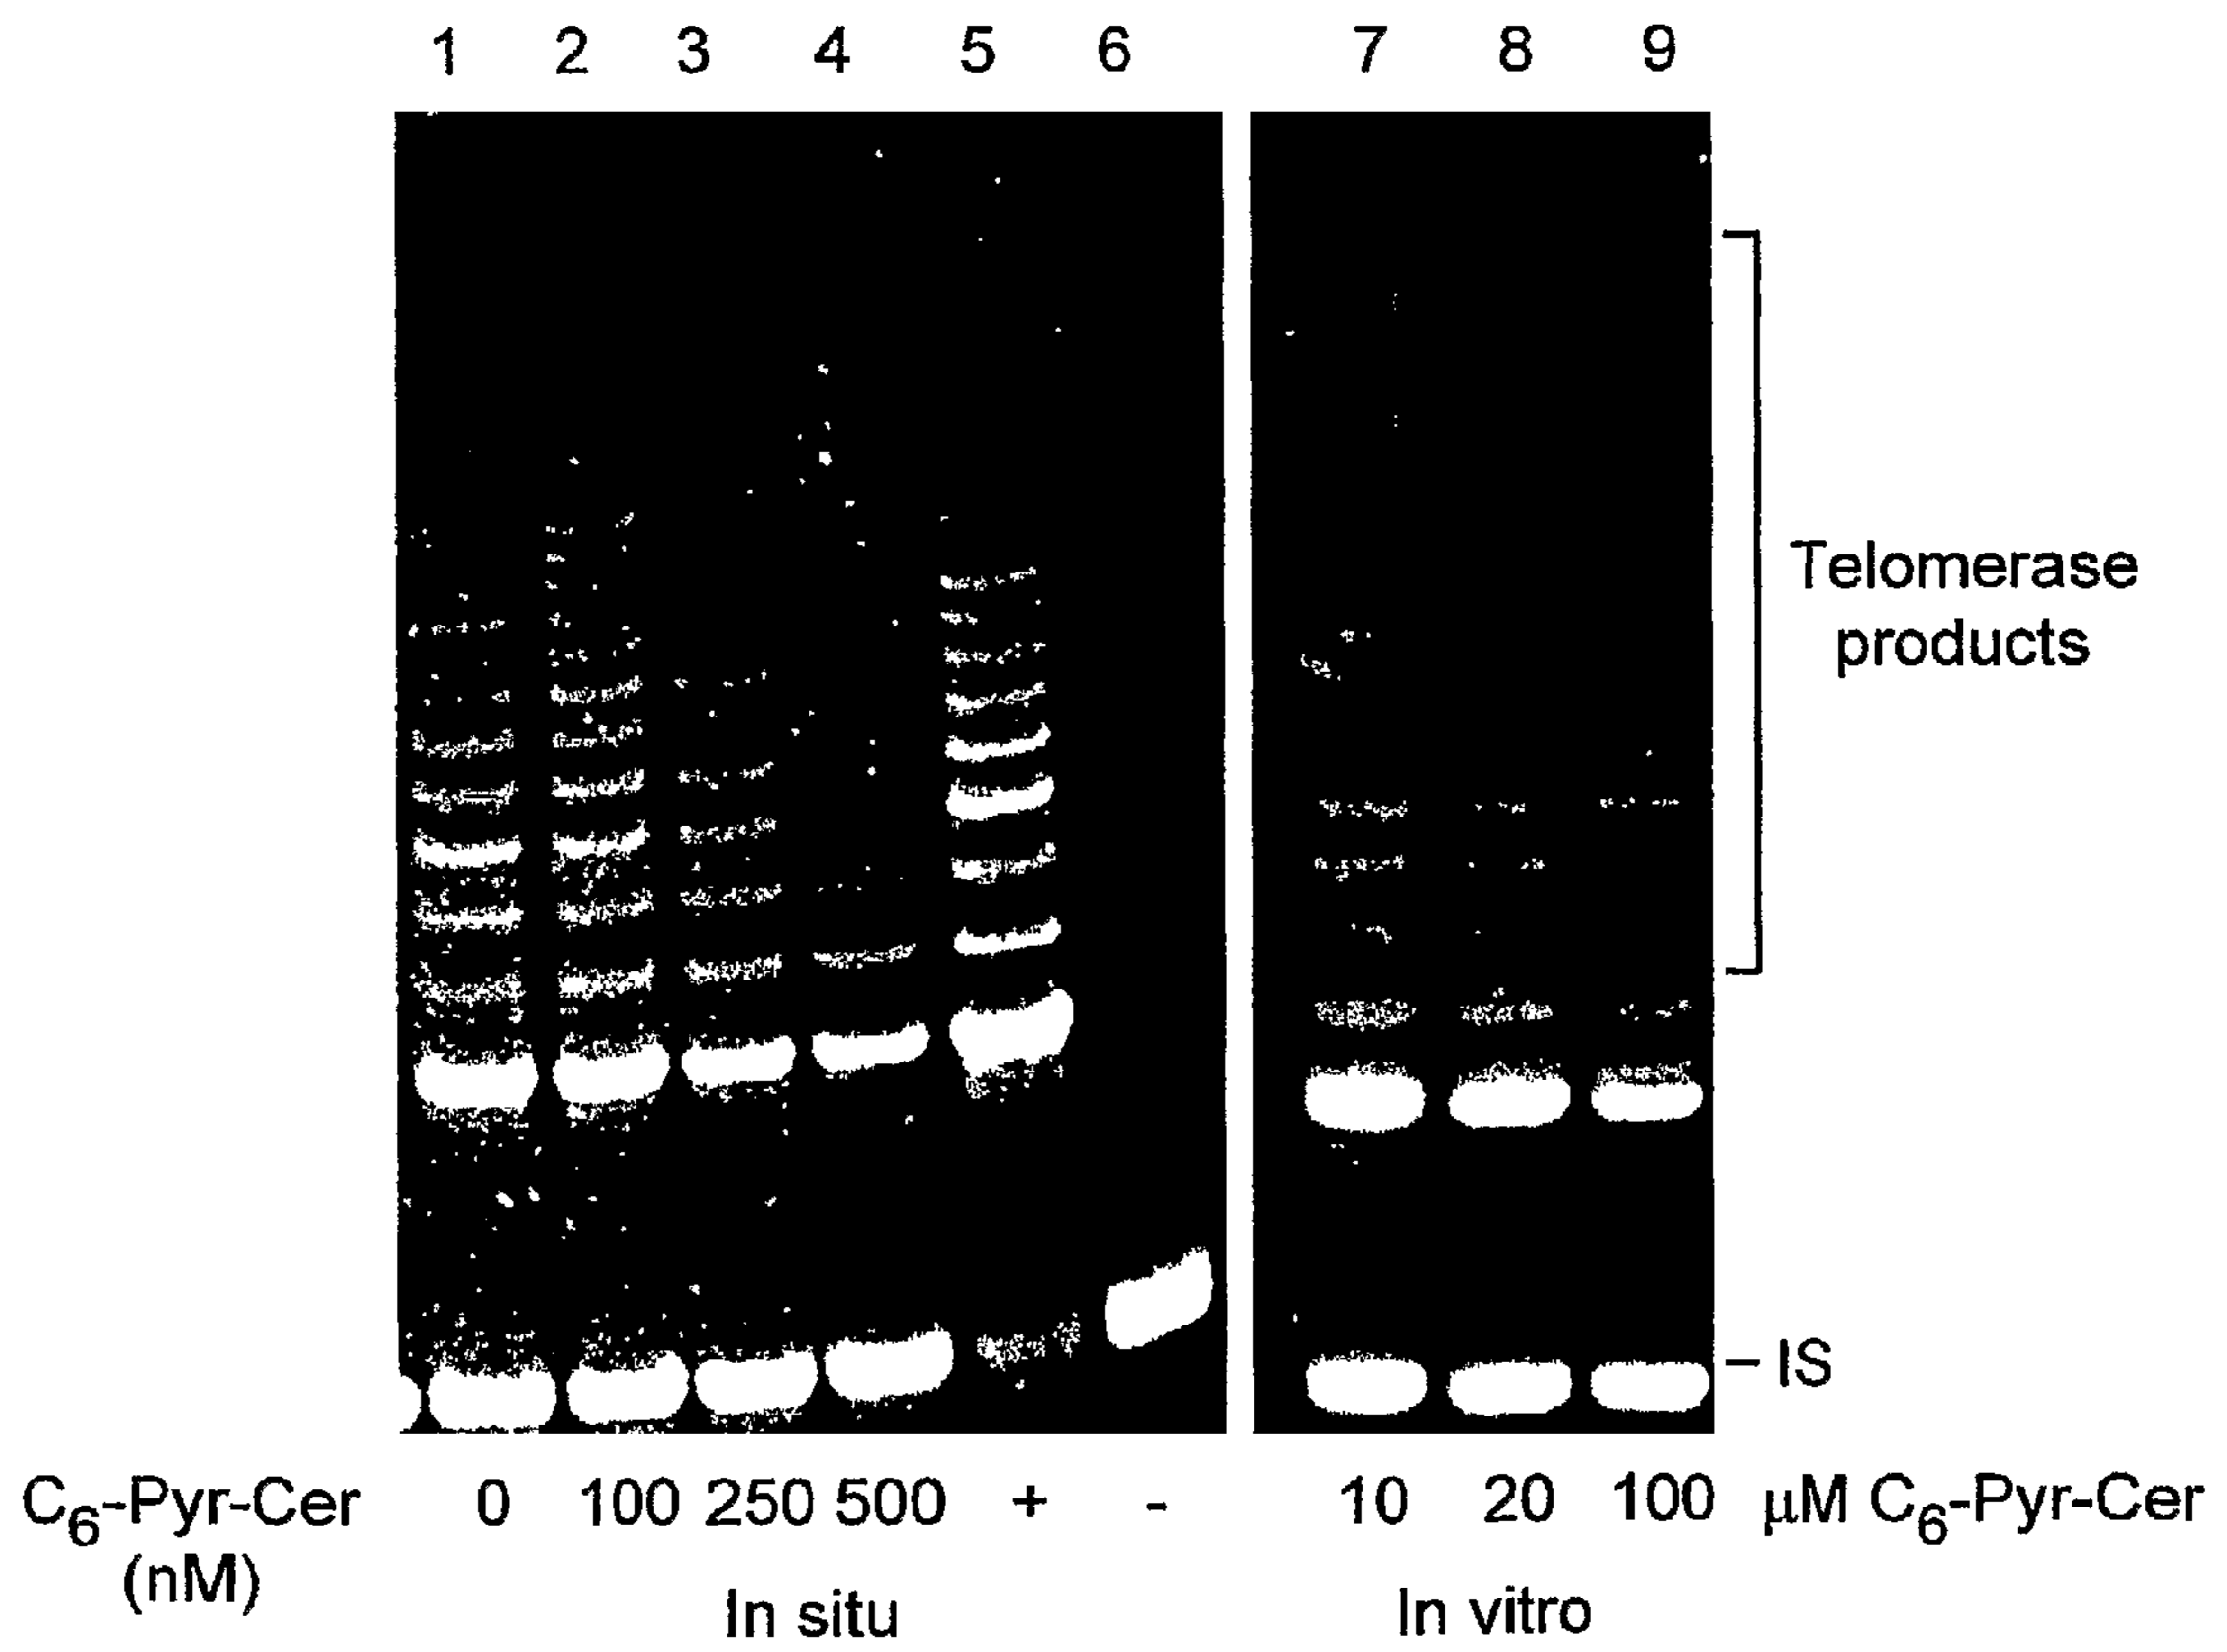 1 2 3 4 5 6 7 8 9
Telomerase
products
– IS
C6-Pyr-Cer 0 100 250 500 + - 10 20 100 μM C6-Pyr-Cer
(nM)
In situ In vitro